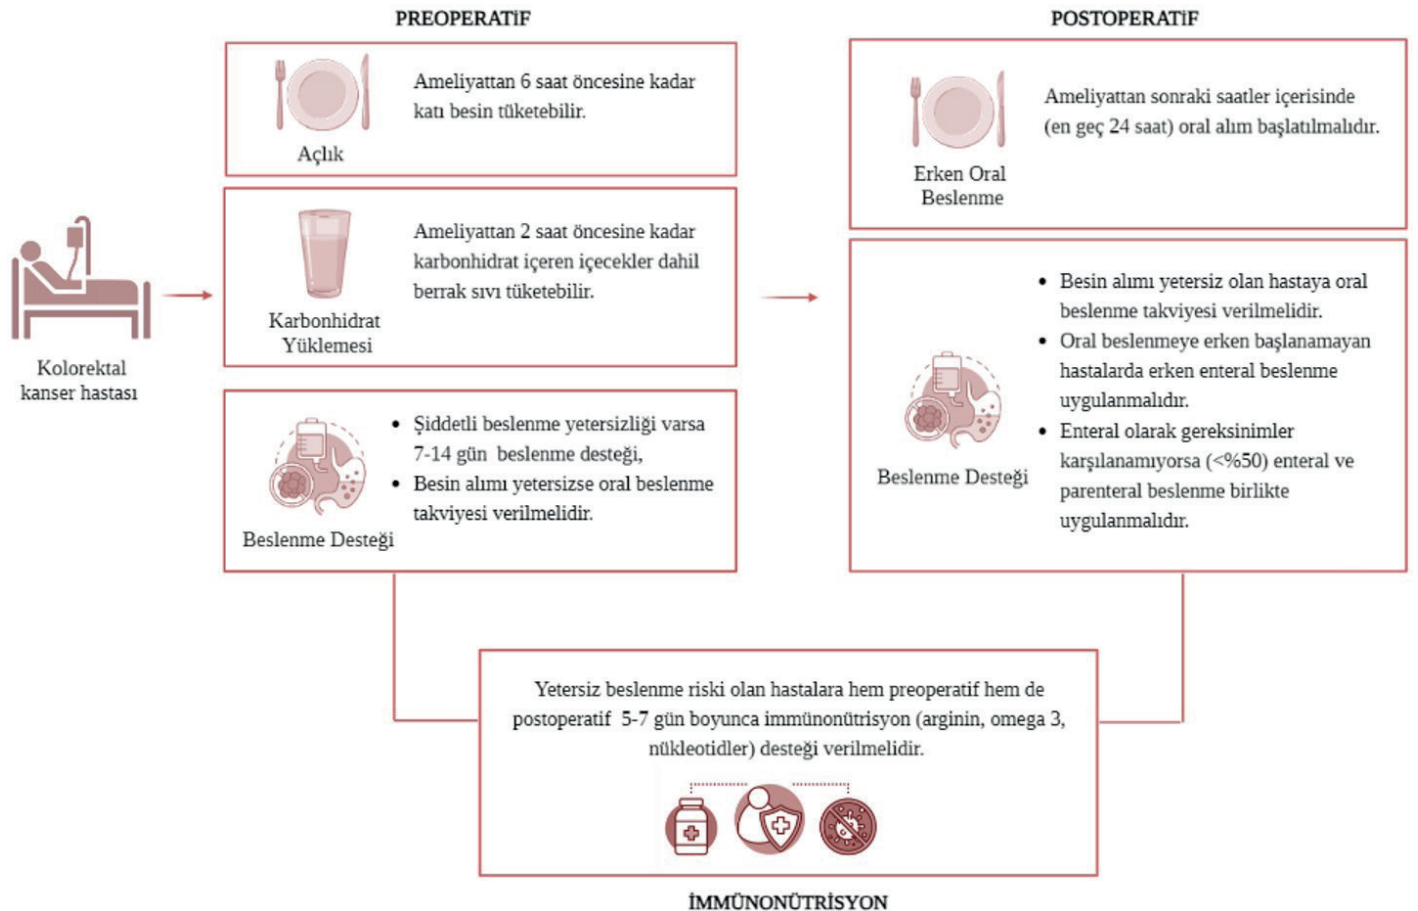 PREOPERATİF
Ameliyattan 6 saat öncesine kadar
katı besin tüketebilir.
Açlık
Ameliyattan 2 saat öncesine kadar
karbonhidrat içeren içecekler dahil
berrak sıvı tüketebilir.
Karbonhidrat
Yüklemesi
Kolorektal
kanser hastası
• Şiddetli beslenme yetersizliği varsa
7-14 gün beslenme desteği,
• Besin alımı yetersizse oral beslenme
takviyesi verilmelidir.
Beslenme Desteği
POSTOPERATİF
Ameliyattan sonraki saatler içerisinde
(en geç 24 saat) oral alım başlatılmalıdır.
Erken Oral
Beslenme
• Besin alımı yetersiz olan hastaya oral
beslenme takviyesi verilmelidir.
• Oral beslenmeye erken başlanamayan
hastalarda erken enteral beslenme
uygulanmalıdır.
• Enteral olarak gereksinimler
karşılanamıyorsa (<%50) enteral ve
parenteral beslenme birlikte
uygulanmalıdır.
Beslenme Desteği
Yetersiz beslenme riski olan hastalara hem preoperatif hem de
postoperatif 5-7 gün boyunca immünonütrisyon (arginin, omega 3,
nükleotidler) desteği verilmelidir.
İMMÜNONÜTRİSYON